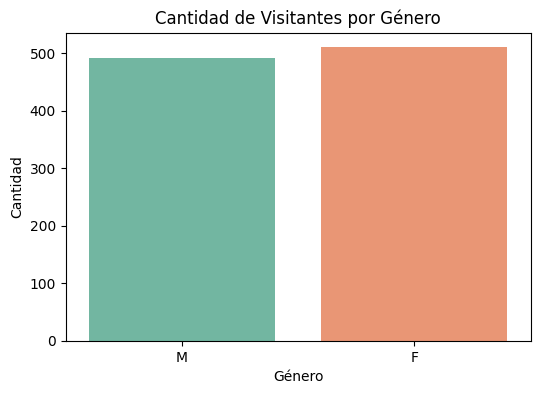 Cantidad de Visitantes por Género
500
400
300
200
100
0
Cantidad
M
F
Género